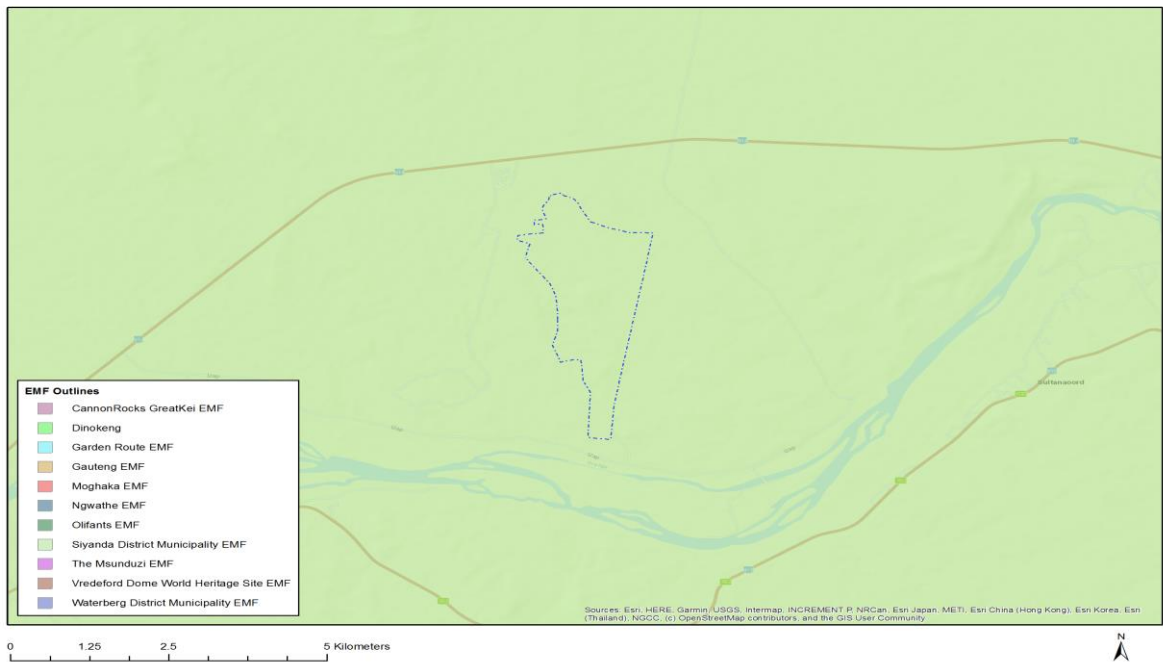 Sultananord
EMF Outlines
CannonRocks GreatKei EMF
Dinokeng
Garden Route EMF
Gauteng EMF
Moghaka EMF
Ngwathe EMF
Olifants EMF
Siyanda District Municipality EMF
The Msunduzi EMF
Vredeford Dome World Heritage Site EMF
Waterberg District Municipality EMF
Sources: Esri, HERE, Garmin, USGS, Intermap, INCREMENT P, NRCan, Esri Japan, METI, Esri China (Hong Kong), Esri Korea, Esri
(Thailand), NGCC, (c) OpenStreetMap contributors, and the GIS User Community
0 1.25 2.5 5 Kilometers
N